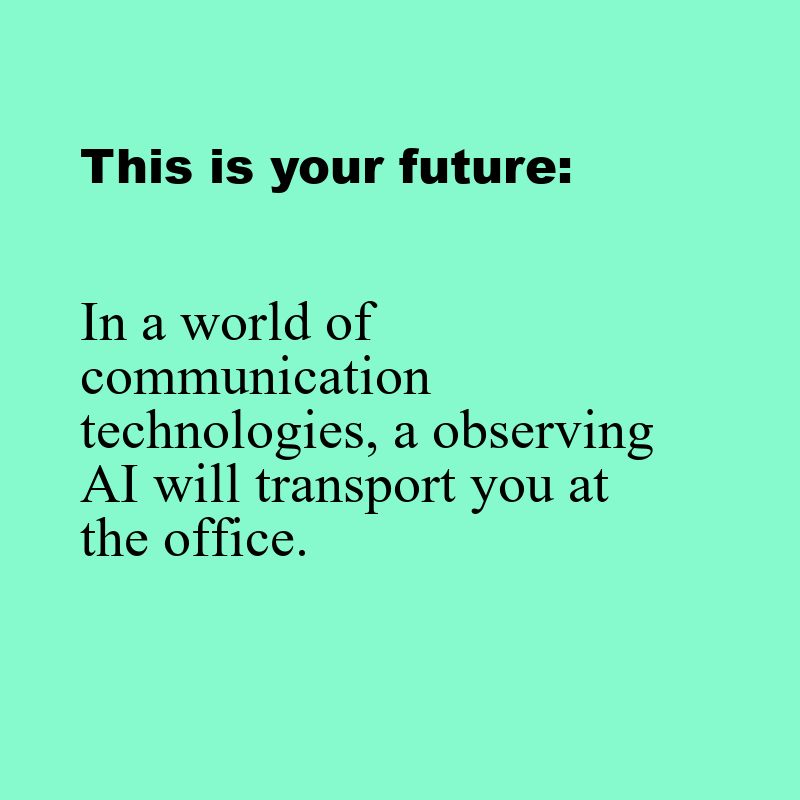 This is your future:
In a world of
communication
technologies, a observing
AI will transport you at
the office.